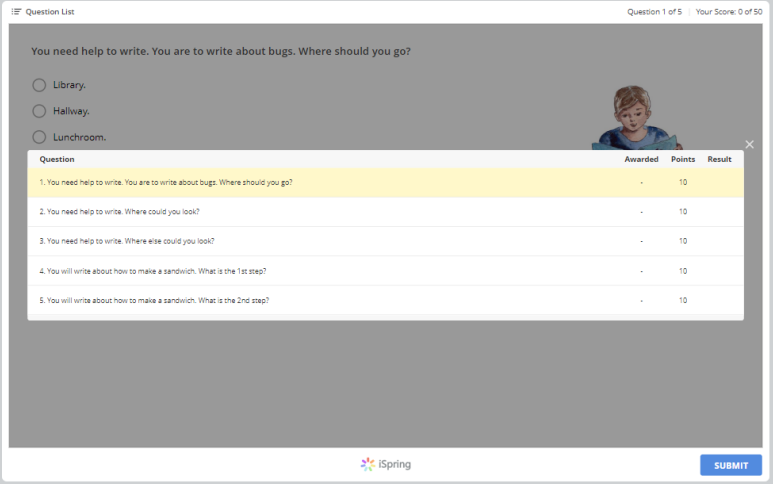 Question List
Question 1 of 5 | Your Score: 0 of 50
You need help to write. You are to write about bugs. Where should you go?
Library.
Hallway.
Lunchroom.
Question Awarded Points Result
1. You need help to write. You are to write about bugs. Where should you go? - 10
2. You need help to write. Where could you look? - 10
3. You need help to write. Where else could you look? - 10
4. You will write about how to make a sandwich. What is the 1st step? - 10
5. You will write about how to make a sandwich. What is the 2nd step? - 10
iSpring
SUBMIT